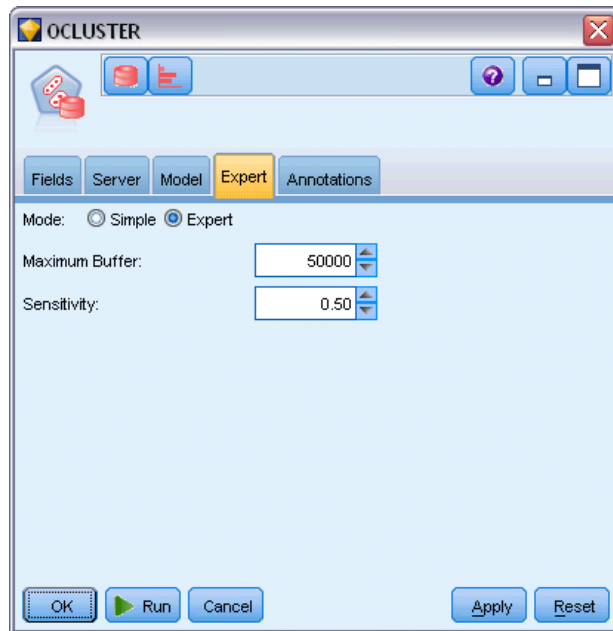 OCLUSTER
?
Fields Server Model Expert Annotations
Mode: Simple Expert
Maximum Buffer: 50000
Sensitivity: 0.50
OK Run Cancel Apply Reset